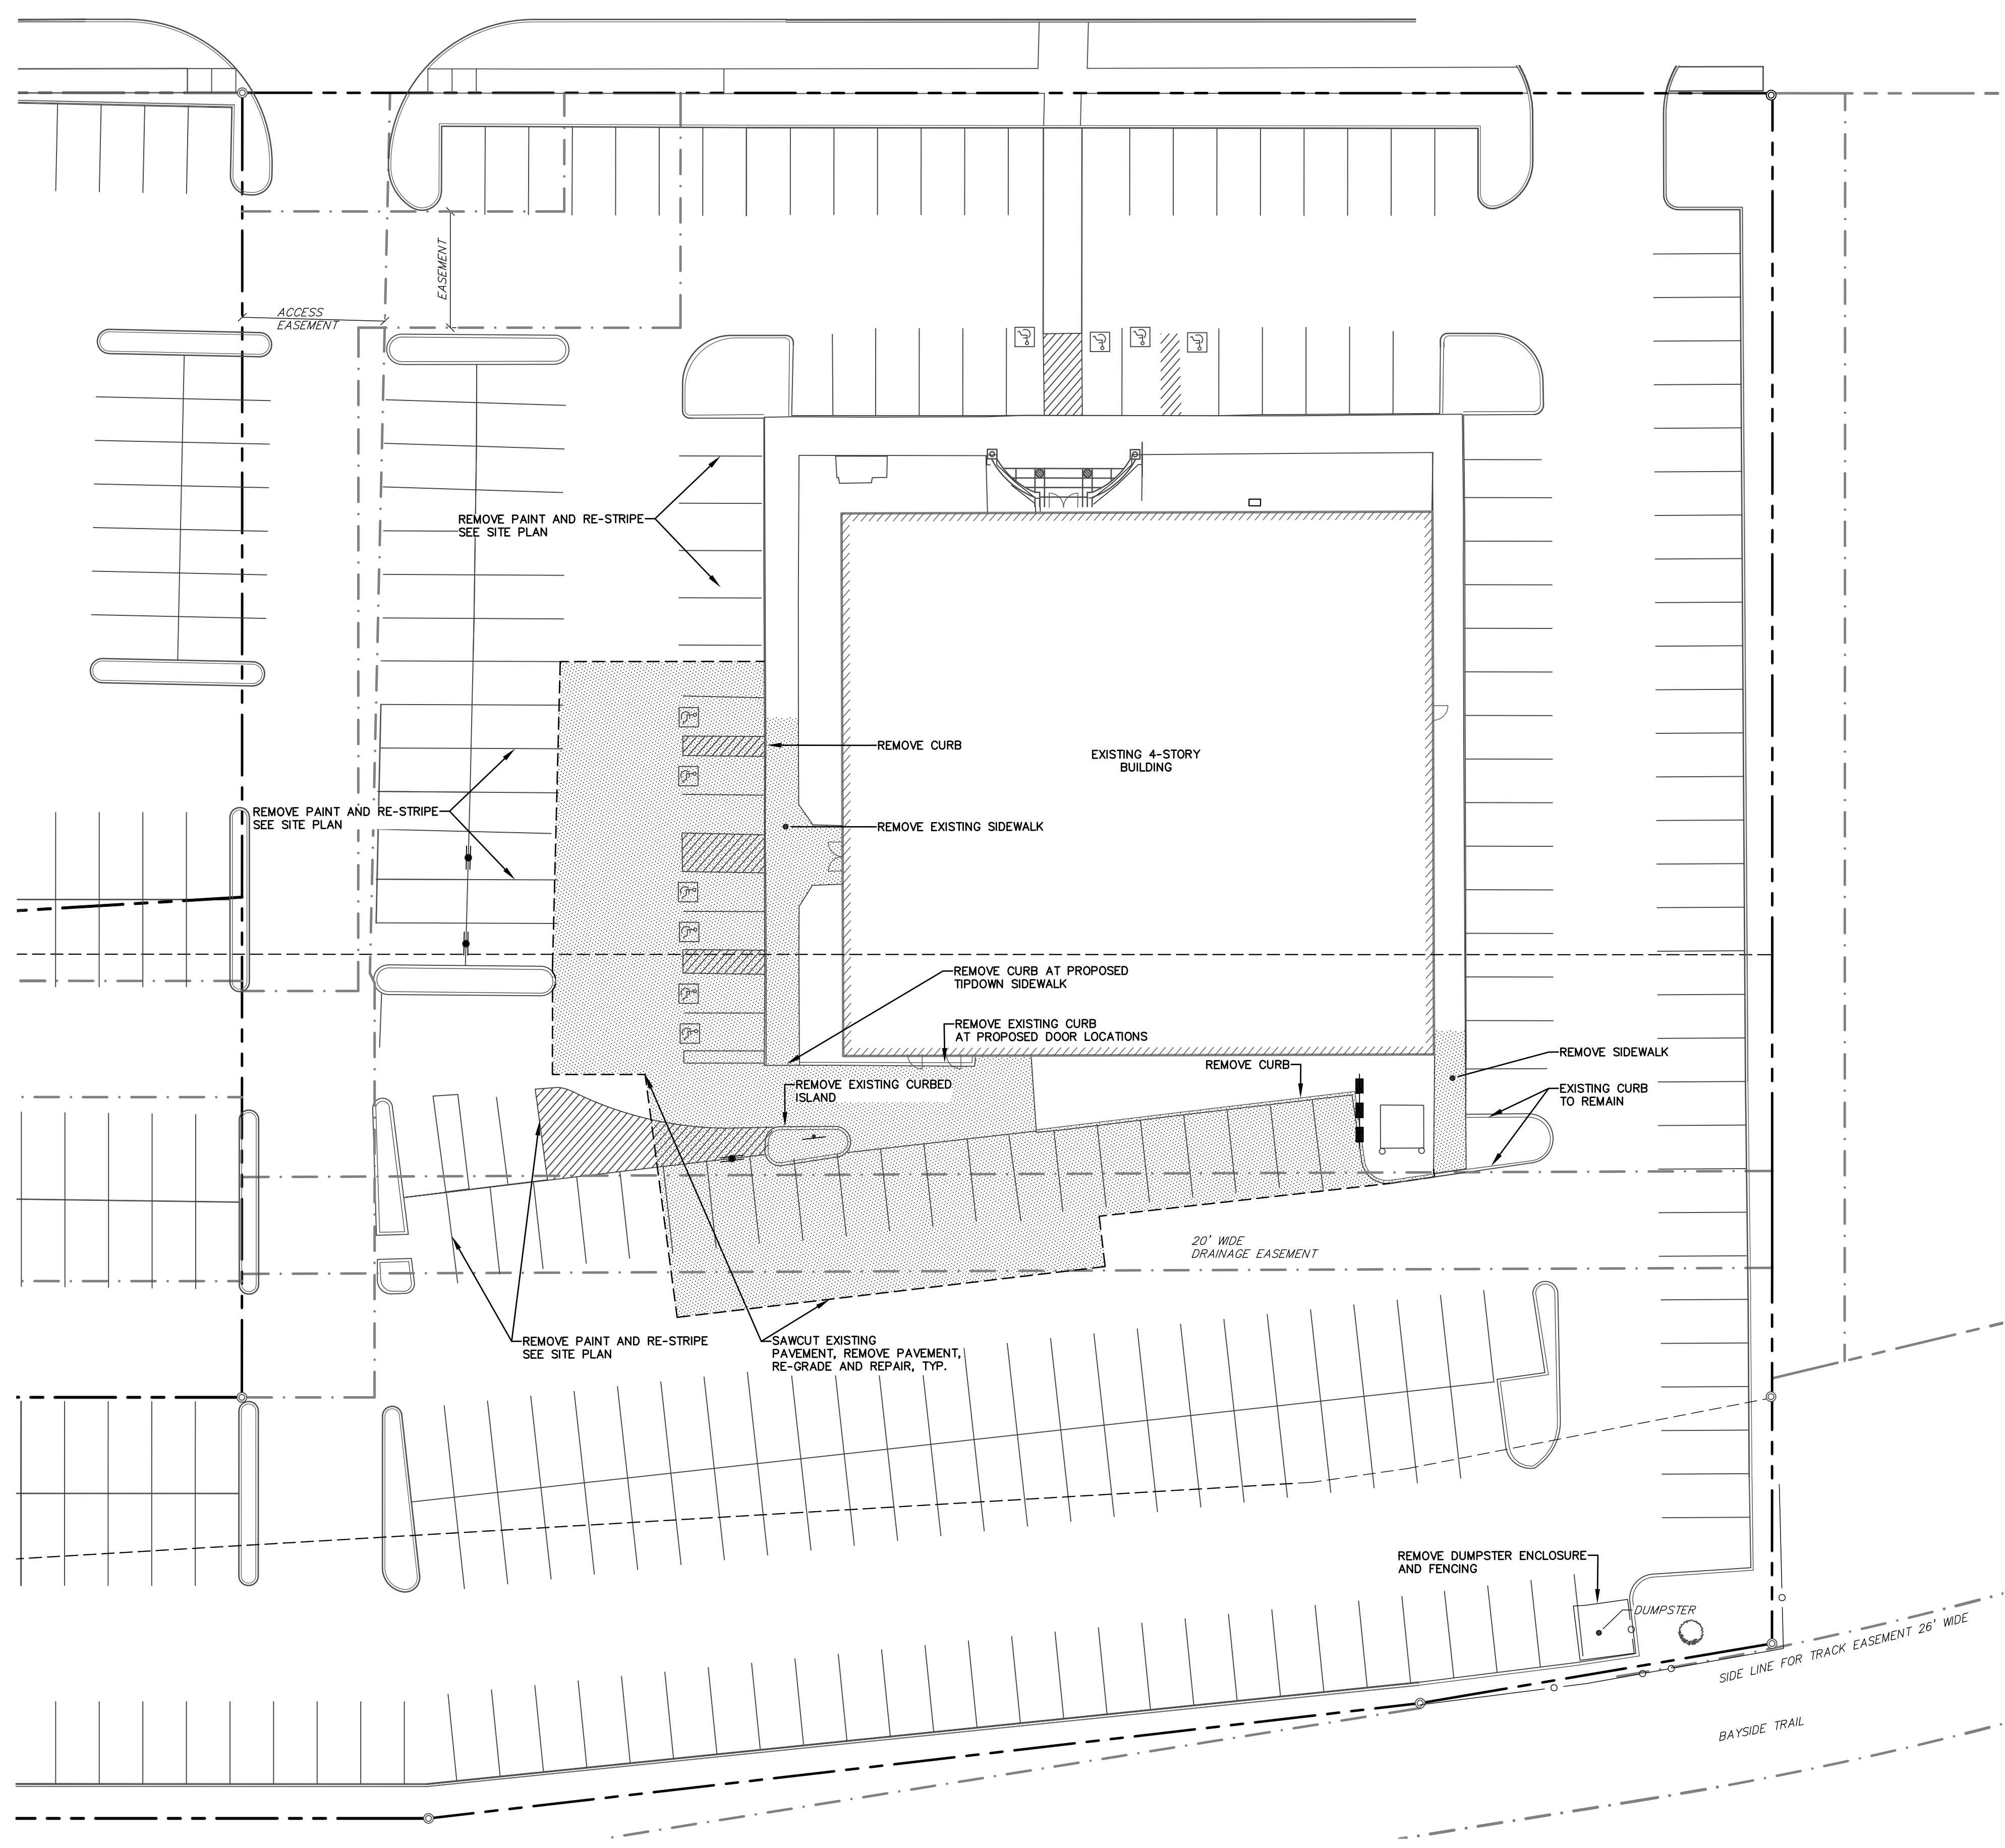 EASEMENT
ACCESS
EASEMENT
REMOVE PAINT AND RE-STRIPE
SEE SITE PLAN
REMOVE CURB
EXISTING 4-STORY
BUILDING
REMOVE PAINT AND RE-STRIPE
SEE SITE PLAN
REMOVE EXISTING SIDEWALK
REMOVE CURB AT PROPOSED
TIPDOWN SIDEWALK
REMOVE EXISTING CURB
AT PROPOSED DOOR LOCATIONS
REMOVE CURB
REMOVE SIDEWALK
REMOVE EXISTING CURBED
ISLAND
EXISTING CURB
TO REMAIN
20' WIDE
DRAINAGE EASEMENT
REMOVE PAINT AND RE-STRIPE
SEE SITE PLAN
SAWCUT EXISTING
PAVEMENT, REMOVE PAVEMENT,
RE-GRADE AND REPAIR, TYP.
REMOVE DUMPSTER ENCLOSURE
AND FENCING
DUMPSTER
SIDE LINE FOR TRACK EASEMENT 26' WIDE
BAYSIDE TRAIL